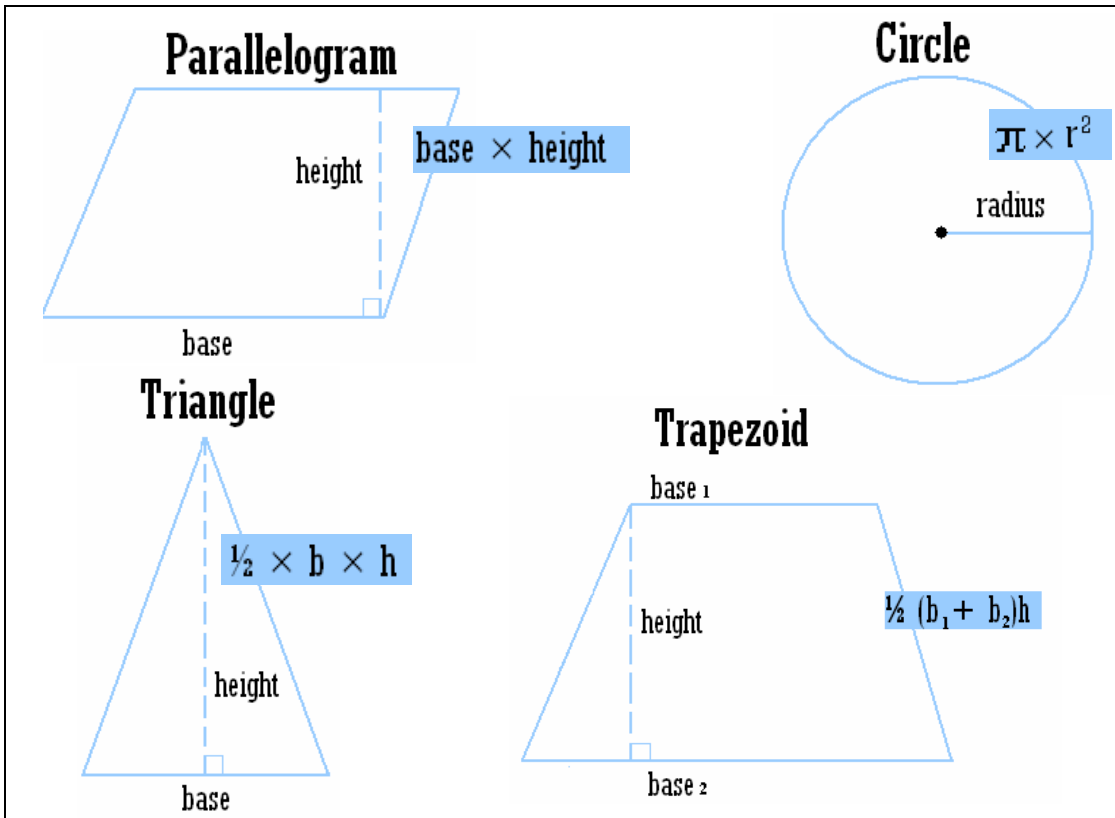 Parallelogram
height
base × height
base
Circle
π × r²
radius
Triangle
½ × b × h
height
base
Trapezoid
base ₁
height
½ (b₁+ b₂)h
base ₂